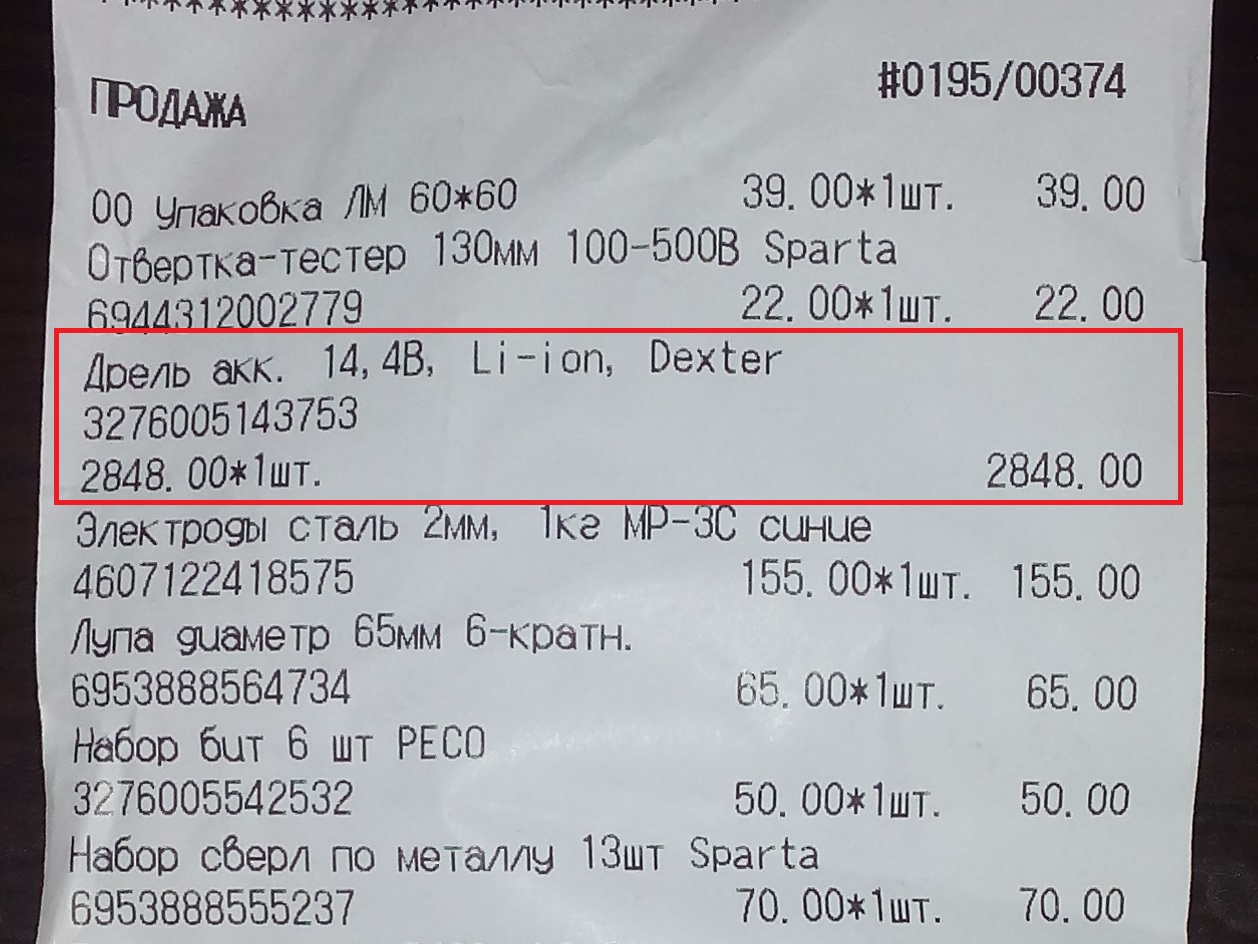 ПРОДАЖА #0195/00374
00 Упаковка ЛМ 60*60 39.00*1шт. 39.00
Отвертка-тестер 130мм 100-500В Sparta
6944312002779 22.00*1шт. 22.00
Дрель акк. 14,4В, Li-ion, Dexter
3276005143753
2848.00*1шт. 2848.00
Электроды сталь 2мм, 1кг МР-3С синие
4607122418575 155.00*1шт. 155.00
Лупа диаметр 65мм 6-кратн.
6953888564734 65.00*1шт. 65.00
Набор бит 6 шт PECO
3276005542532 50.00*1шт. 50.00
Набор сверл по металлу 13шт Sparta
6953888555237 70.00*1шт. 70.00